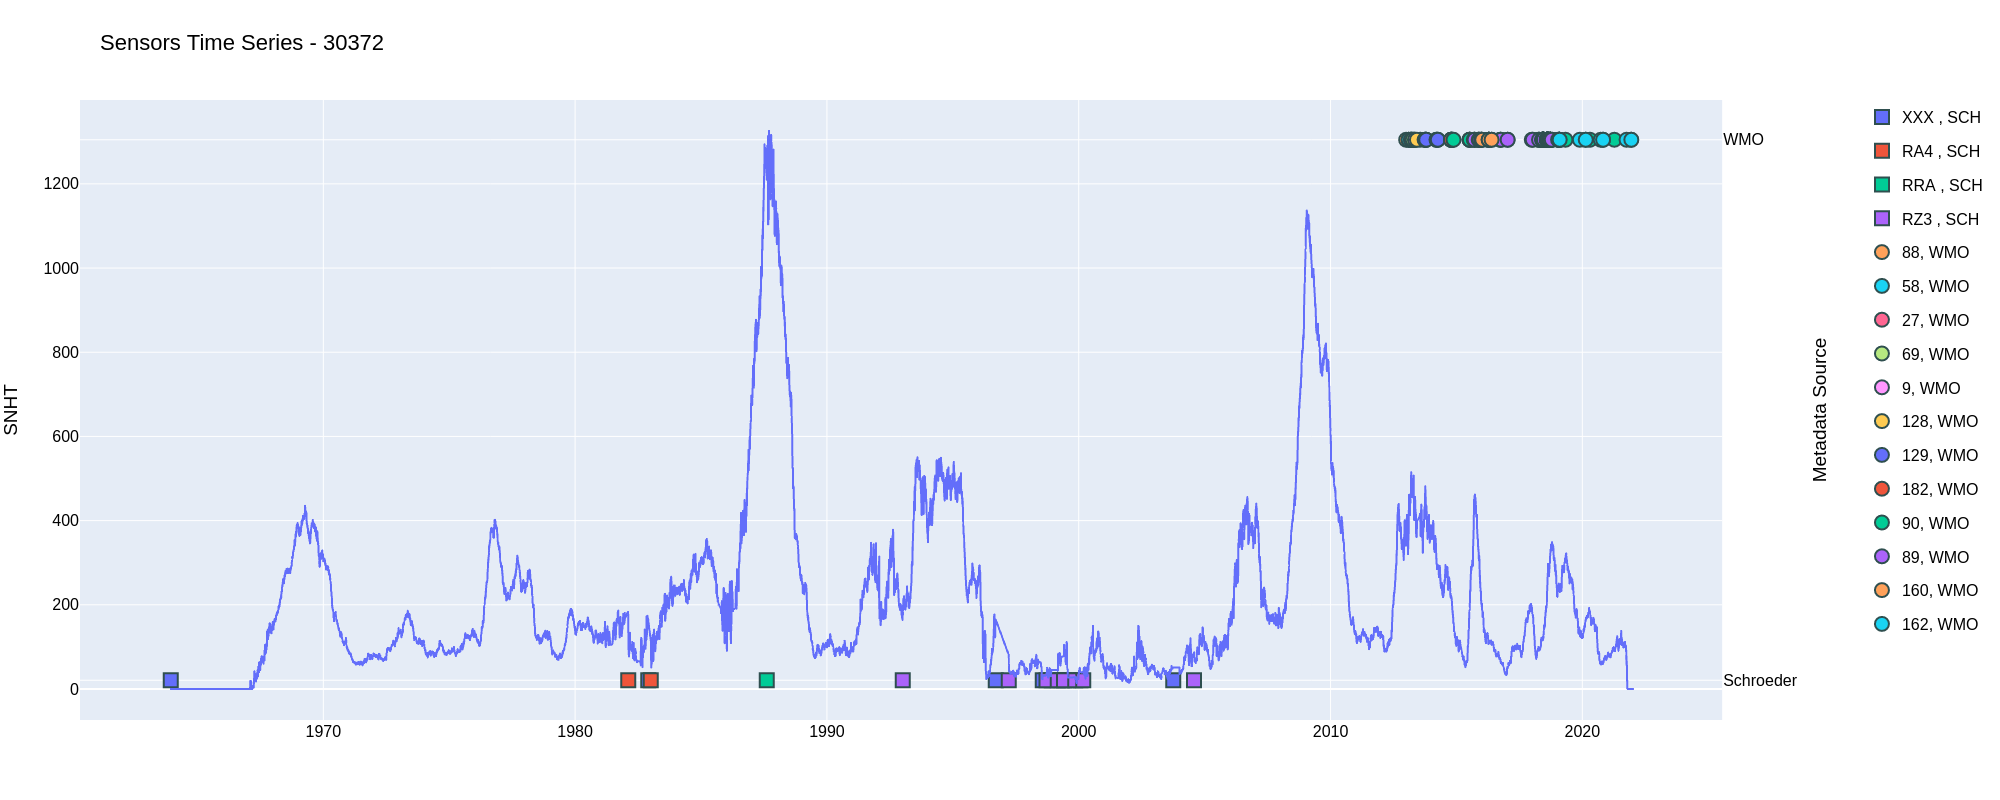 Sensors Time Series - 30372
SNHT
1200
1000
800
600
400
200
0
1970
1980
1990
2000
2010
2020
WMO
Schroeder
Metadata Source
XXX , SCH
RA4 , SCH
RRA , SCH
RZ3 , SCH
88, WMO
58, WMO
27, WMO
69, WMO
9, WMO
128, WMO
129, WMO
182, WMO
90, WMO
89, WMO
160, WMO
162, WMO